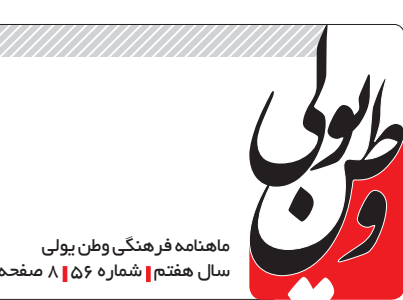 وطن یولی
ماهنامه فرهنگی وطن یولی
سال هفتم | شماره ۵۶ | ۸ صفحه